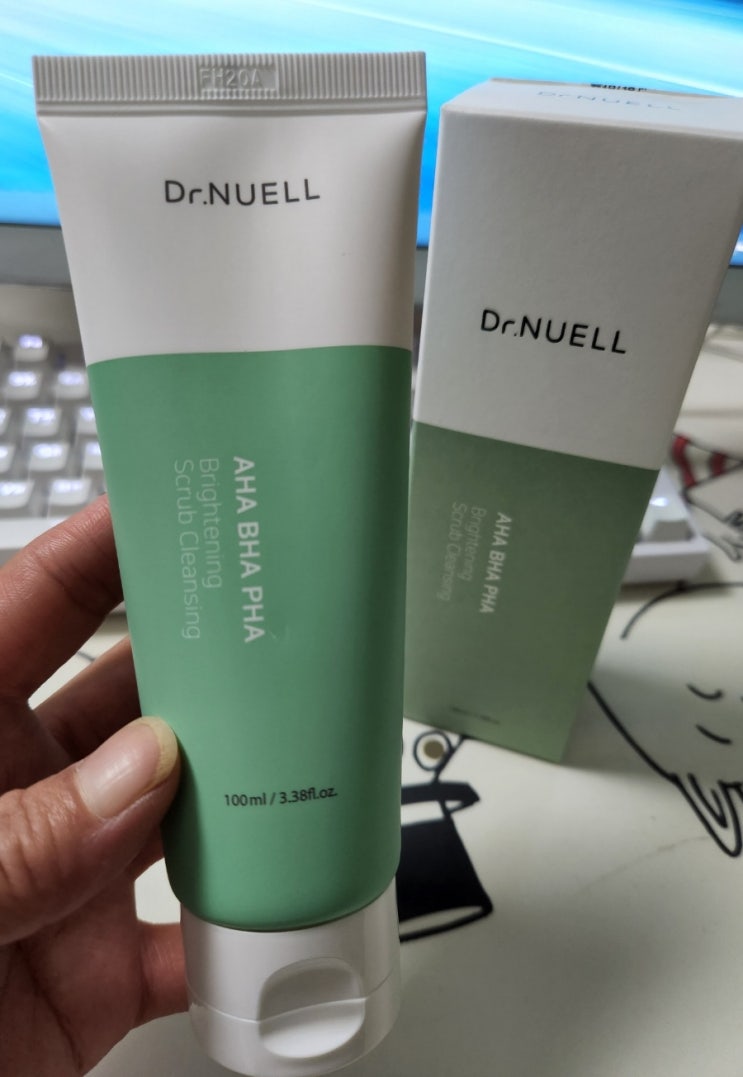 FH20A
Dr.NUELL
AHA BHA PHA
Brightening
Scrub Cleansing
100ml / 3.38fl.oz.
Dr.NUELL
Dr.NUELL
AHA BHA PHA
Brightening
Scrub Cleansing